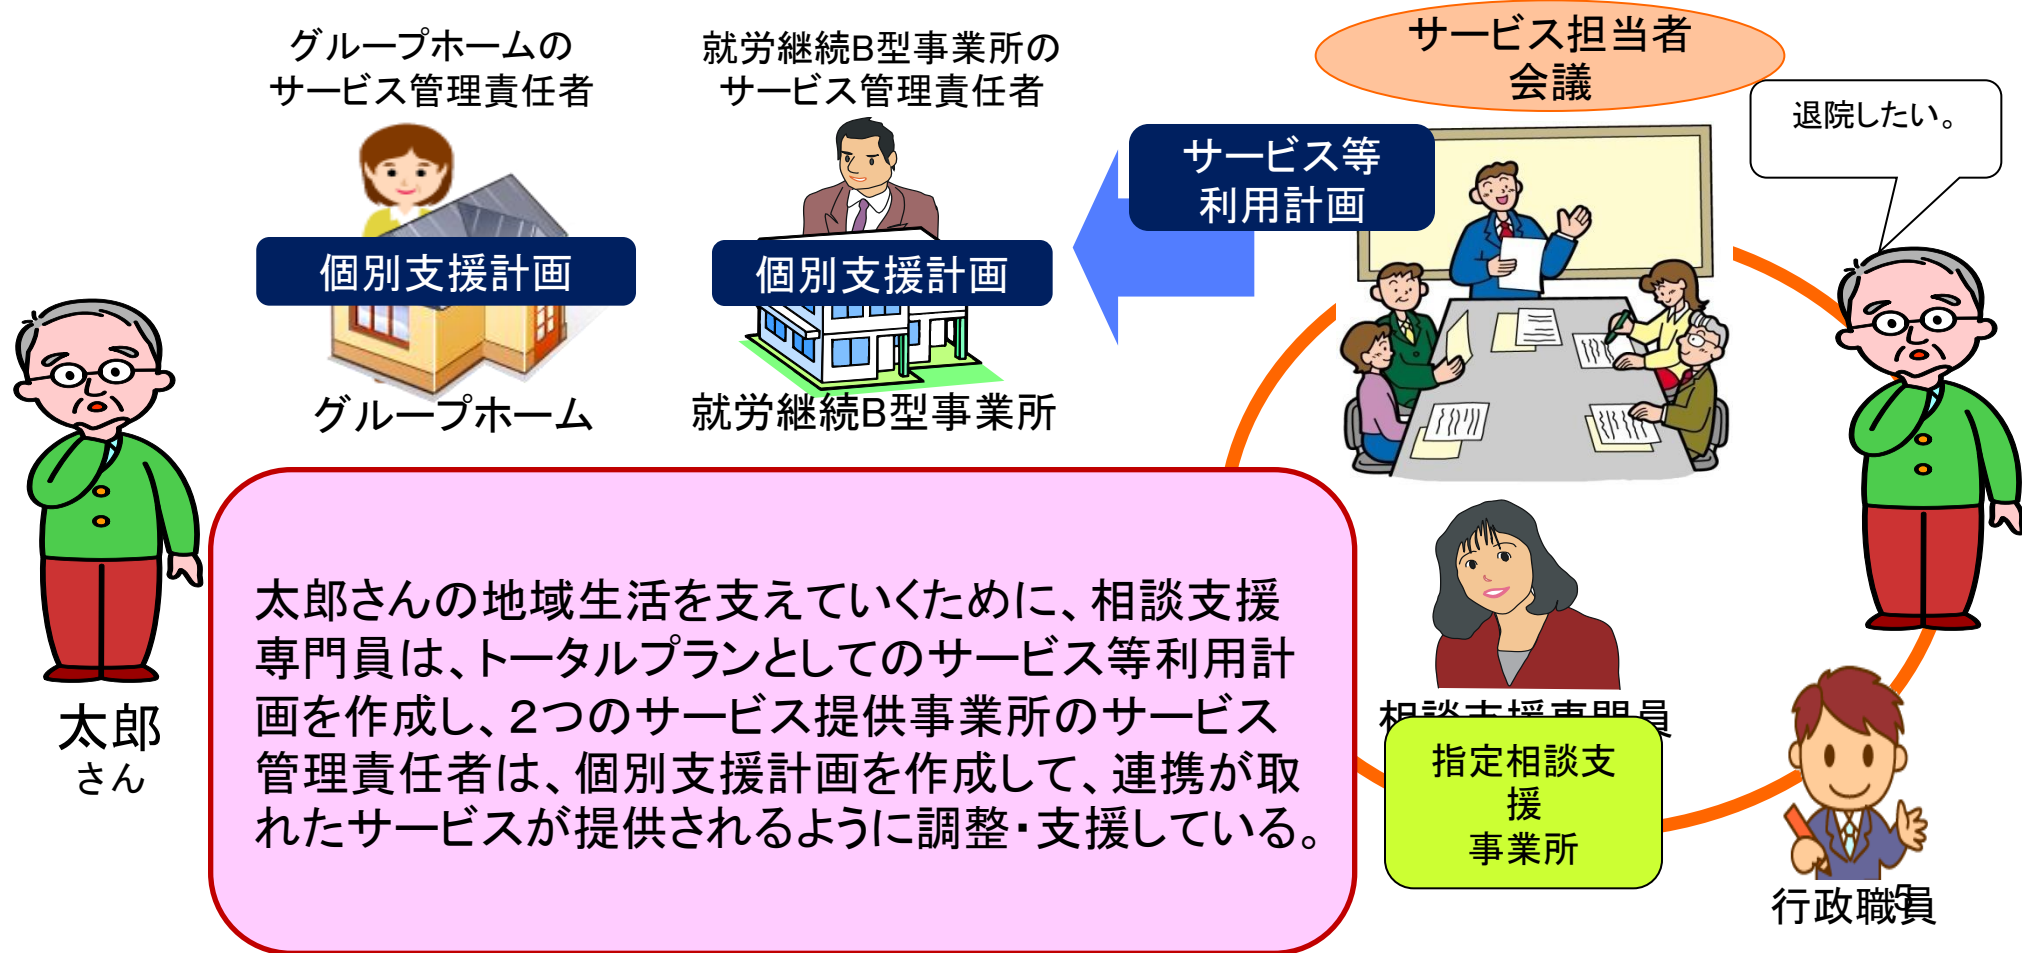 グループホームの
サービス管理責任者
就労継続B型事業所の
サービス管理責任者
サービス担当者
会議
退院したい。
サービス等
利用計画
個別支援計画
個別支援計画
グループホーム
就労継続B型事業所
太郎
さん
太郎さんの地域生活を支えていくために、相談支援
専門員は、トータルプランとしてのサービス等利用計
画を作成し、２つのサービス提供事業所のサービス
管理責任者は、個別支援計画を作成して、連携が取
れたサービスが提供されるように調整・支援している。
相談支援専門員
指定相談支
援
事業所
行政職員
5